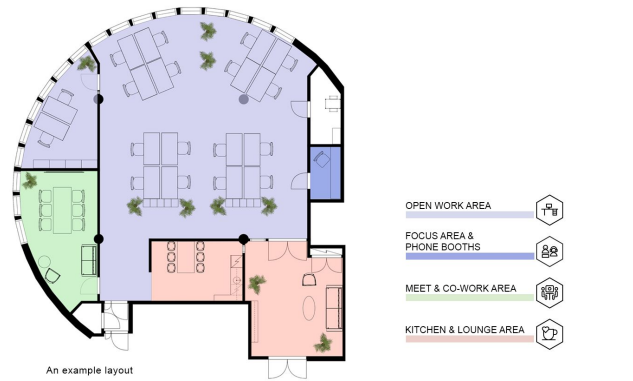 OPEN WORK AREA
FOCUS AREA &
PHONE BOOTHS
MEET & CO-WORK AREA
KITCHEN & LOUNGE AREA
An example layout